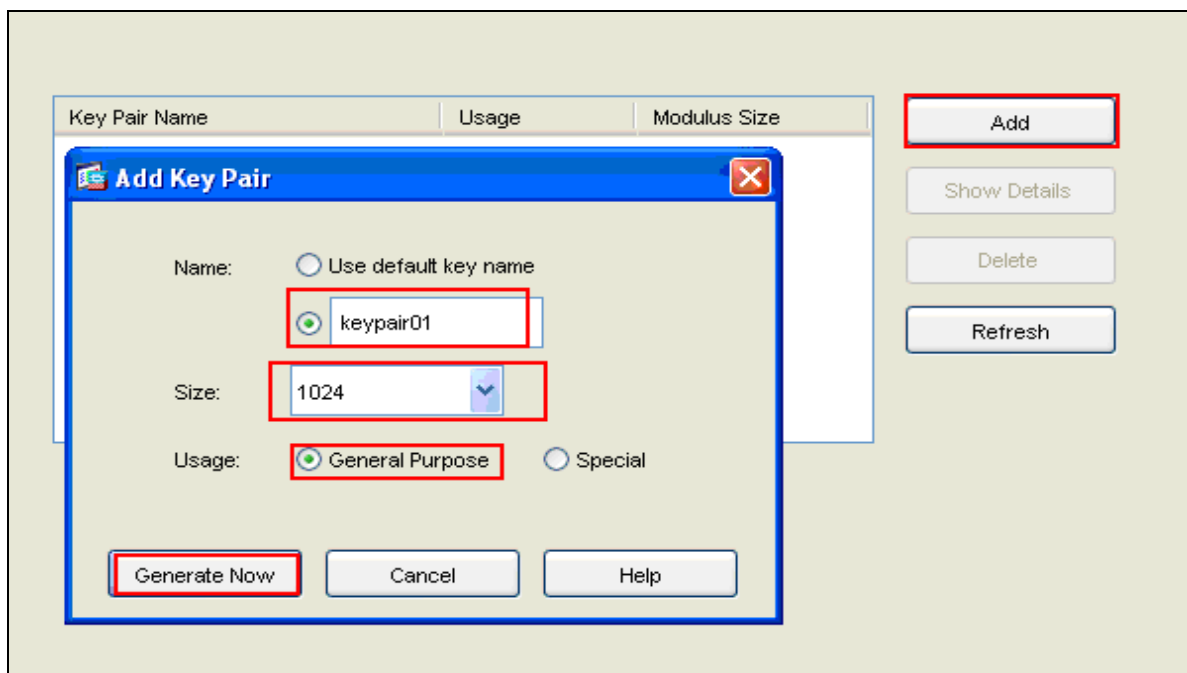 Key Pair Name Usage Modulus Size
Add
Add Key Pair
Show Details
Name: Use default key name
Delete
keypair01
Refresh
Size: 1024
Usage: General Purpose Special
Generate Now Cancel Help